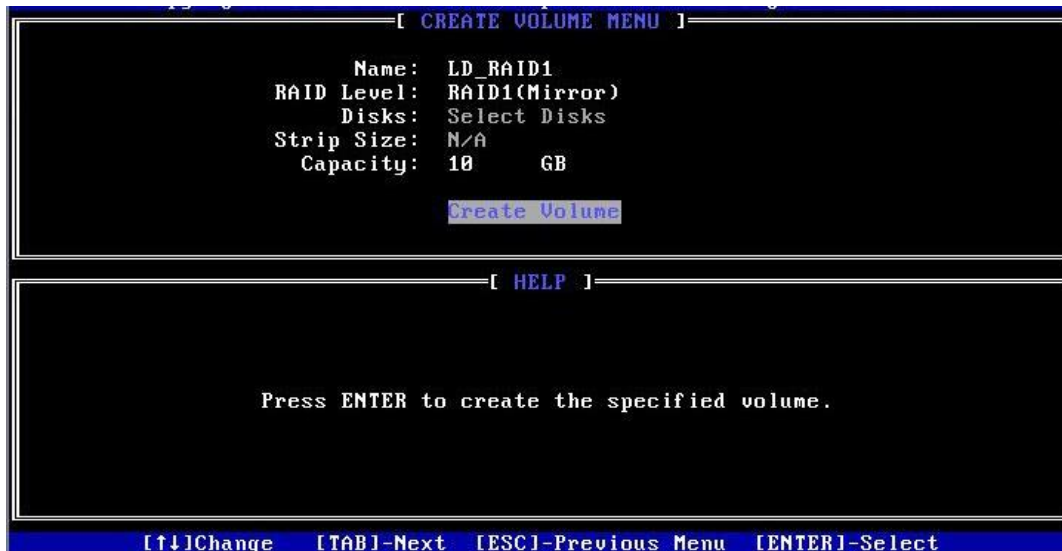 [ CREATE VOLUME MENU ]
Name: LD_RAID1
RAID Level: RAID1(Mirror)
Disks: Select Disks
Strip Size: N/A
Capacity: 10 GB
Create Volume
[ HELP ]
Press ENTER to create the specified volume.
[↑↓]Change [TAB]-Next [ESC]-Previous Menu [ENTER]-Select